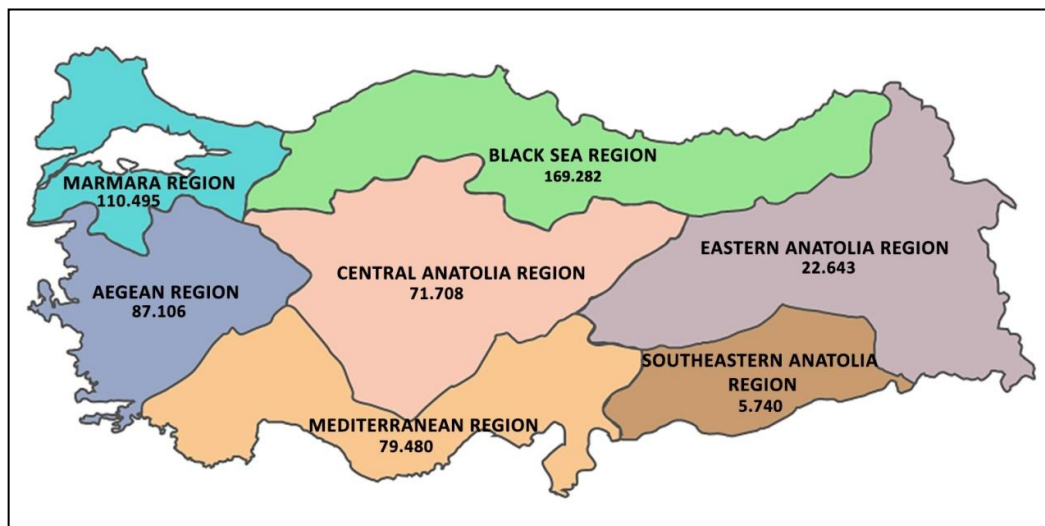 BLACK SEA REGION
169.282
MARMARA REGION
110.495
EASTERN ANATOLIA REGION
22.643
CENTRAL ANATOLIA REGION
71.708
AEGEAN REGION
87.106
SOUTHEASTERN ANATOLIA
REGION
5.740
MEDITERRANEAN REGION
79.480